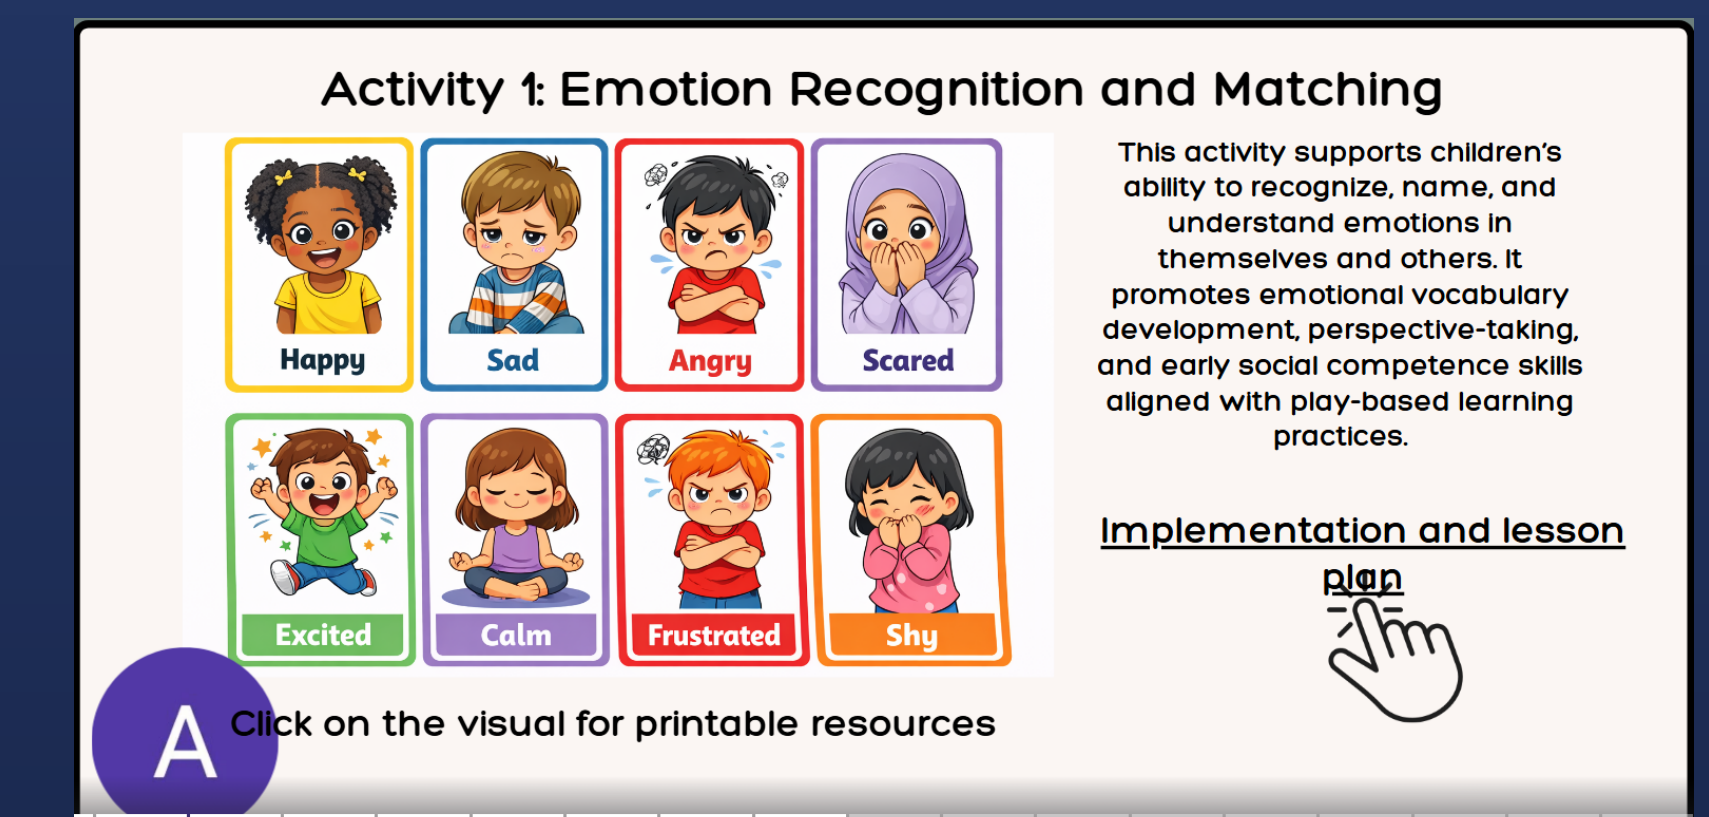 Activity 1: Emotion Recognition and Matching
Happy
Sad
Angry
Scared
Excited
Calm
Frustrated
Shy
This activity supports children's
ability to recognize, name, and
understand emotions in
themselves and others. It
promotes emotional vocabulary
development, perspective-taking,
and early social competence skills
aligned with play-based learning
practices.
Implementation and lesson
plan
A
Click on the visual for printable resources